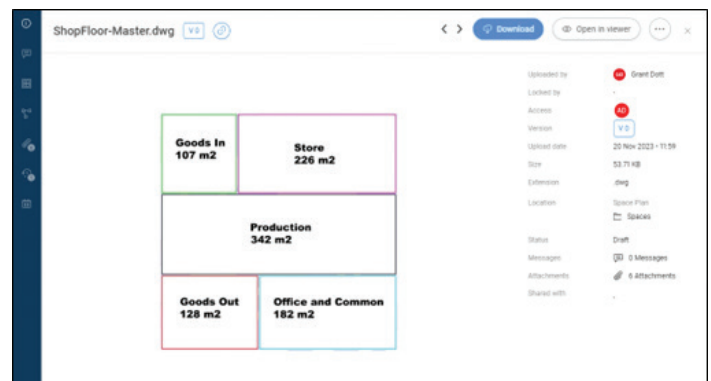 ShopFloor-Master.dwg V 0
Download
Open in viewer
Goods In
107 m2
Store
226 m2
Production
342 m2
Goods Out
128 m2
Office and Common
182 m2
Uploaded by Grant Dott
Locked by -
Access AD
Version V 0
Upload date 20 Nov 2023 - 11:59
Size 53.71 KB
Extension .dwg
Location Space Plan
Spaces
Status Draft
Messages 0 Messages
Attachments 6 Attachments
Shared with -